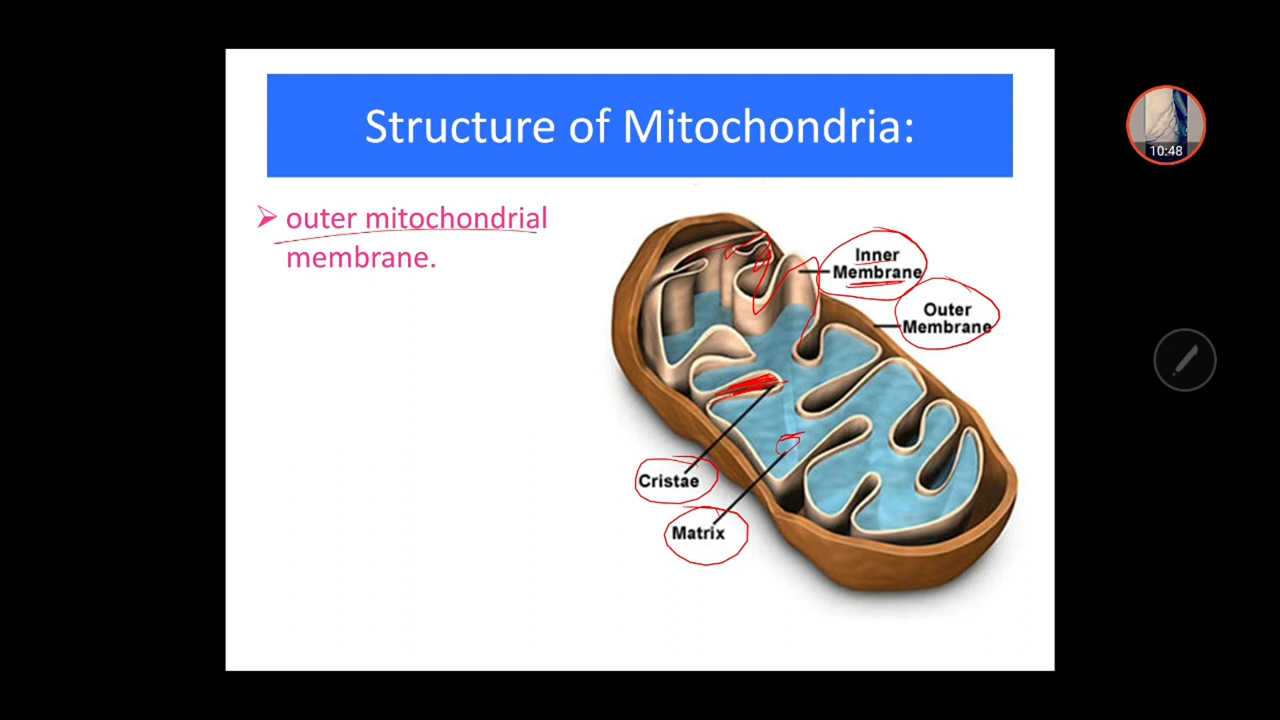 Structure of Mitochondria:
➢ outer mitochondrial
membrane.
Inner
Membrane
Outer
Membrane
Cristae
Matrix
10:48